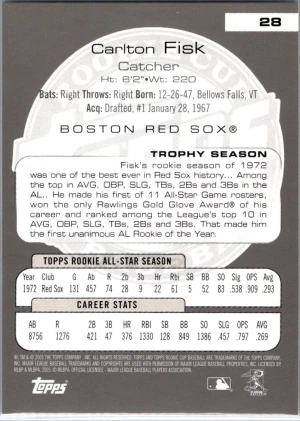 28
Carlton Fisk
Catcher
Ht: 6'2"•Wt: 220
Bats: Right Throws: Right Born: 12-26-47, Bellows Falls, VT
Acq: Drafted, #1 January 28, 1967
BOSTON RED SOX®
TROPHY SEASON
Fisk's rookie season of 1972
was one of the best ever in Red Sox history... Among
the top in AVG, OBP, SLG, TBs, 2Bs and 3Bs in the
AL.. He made his first of 11 All-Star Game rosters,
won the only Rawlings Gold Glove Award® of his
career and ranked among the League's top 10 in
AVG, OBP, SLG, TBs, 2Bs and 3Bs. That made him
the first unanimous AL Rookie of the Year.
TOPPS ROOKIE ALL-STAR SEASON
Year Club G Ab R 2b 3b Hr Rbi S Sb Bb So Slg OPS Avg
1972 Red Sox 131 457 74 28 9 22 61 5 52 83 .538 .909 .293
CAREER STATS
AB R 2B 3B HR RBI SB BB SO SLG OPS AVG
8756 1276 421 47 376 1330 128 849 1386 .457 .797 .269
Topps